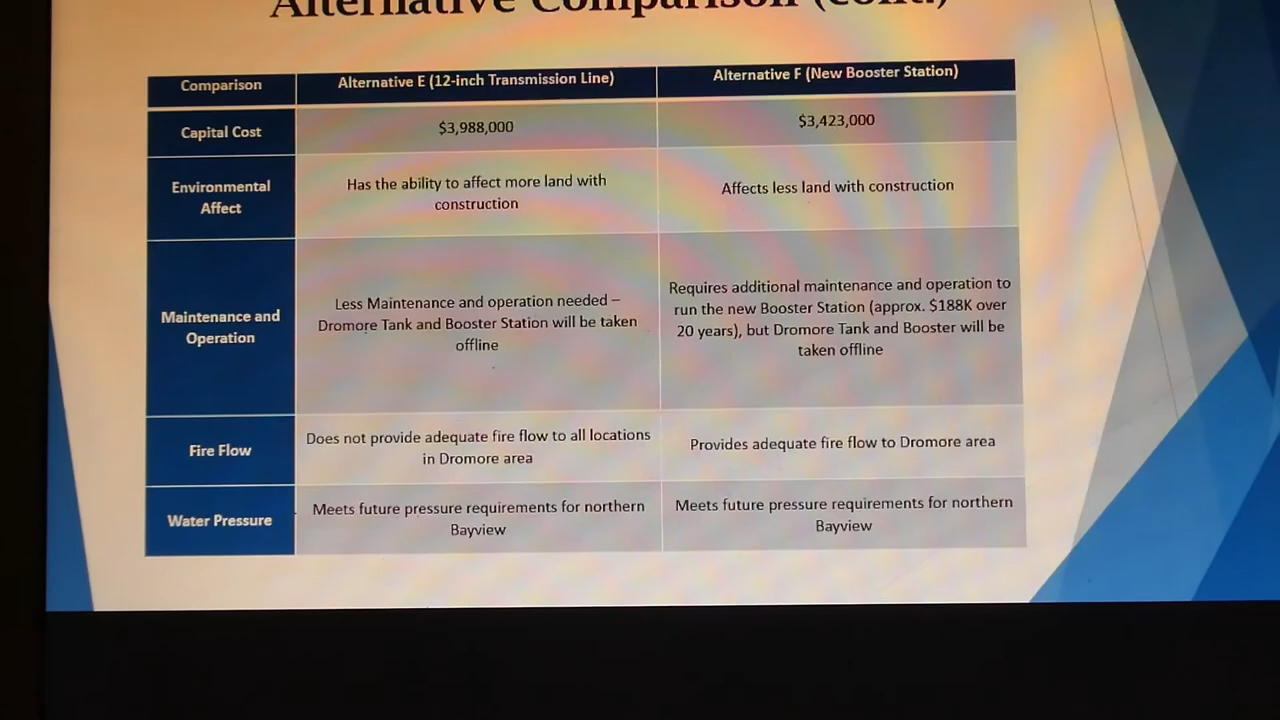 Alternative Comparison (cont.)
Comparison
Alternative E (12-inch Transmission Line)
Alternative F (New Booster Station)
Capital Cost
$3,988,000
$3,423,000
Environmental
Affect
Has the ability to affect more land with
construction
Affects less land with construction
Maintenance and
Operation
Less Maintenance and operation needed –
Dromore Tank and Booster Station will be taken
offline
Requires additional maintenance and operation to
run the new Booster Station (approx. $188K over
20 years), but Dromore Tank and Booster will be
taken offline
Fire Flow
Does not provide adequate fire flow to all locations
in Dromore area
Provides adequate fire flow to Dromore area
Water Pressure
Meets future pressure requirements for northern
Bayview
Meets future pressure requirements for northern
Bayview